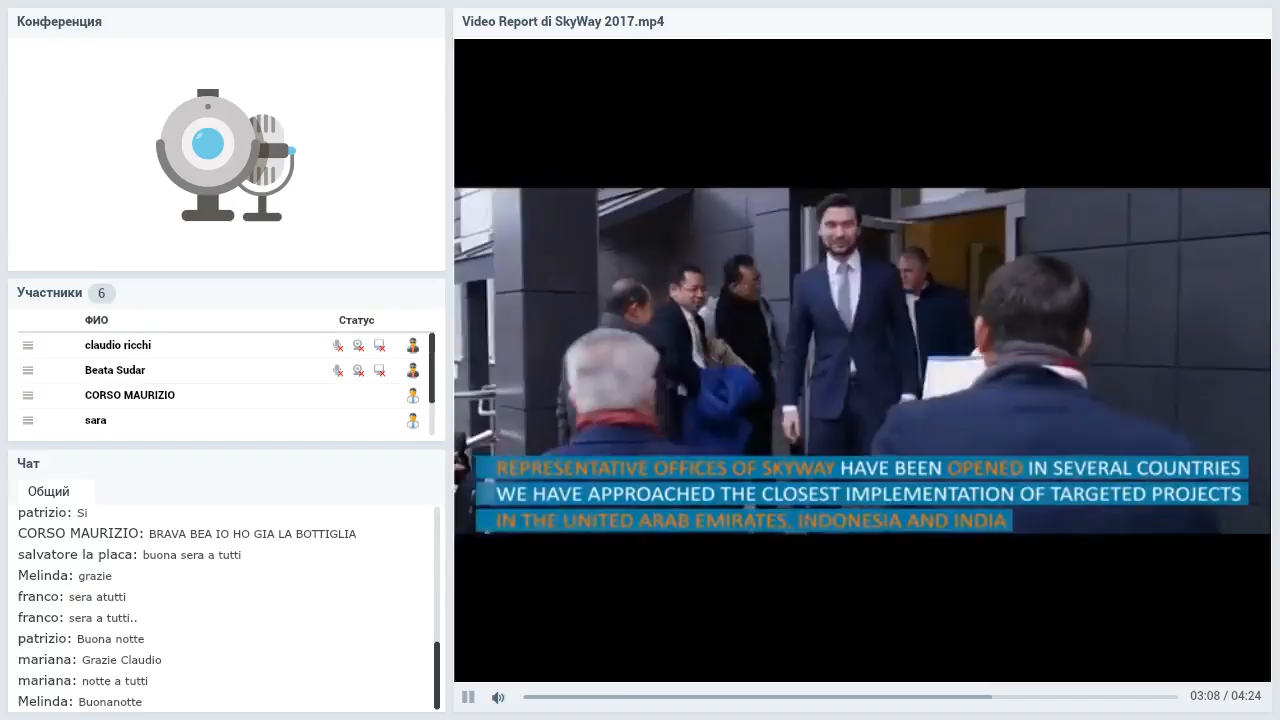 Конференция
Участники 6
ФИО Статус
claudio ricchi
Beata Sudar
CORSO MAURIZIO
sara
Чат
Общий
patrizio: Si
CORSO MAURIZIO: BRAVA BEA IO HO GIA LA BOTTIGLIA
salvatore la placa: buona sera a tutti
Melinda: grazie
franco: sera atutti
franco: sera a tutti..
patrizio: Buona notte
mariana: Grazie Claudio
mariana: notte a tutti
Melinda: Buonanotte
Video Report di SkyWay 2017.mp4
REPRESENTATIVE OFFICES OF SKYWAY HAVE BEEN OPENED IN SEVERAL COUNTRIES
WE HAVE APPROACHED THE CLOSEST IMPLEMENTATION OF TARGETED PROJECTS
IN THE UNITED ARAB EMIRATES, INDONESIA AND INDIA
03:08 / 04:24